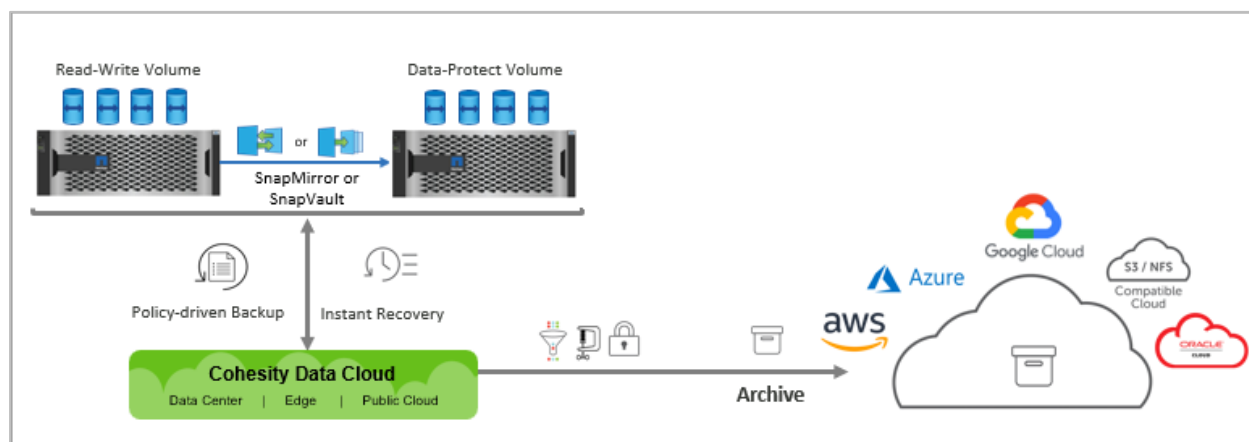 Read-Write Volume
Data-Protect Volume
or
SnapMirror or
SnapVault
Policy-driven Backup
Instant Recovery
Cohesity Data Cloud
Data Center | Edge | Public Cloud
Archive
aws
Azure
Google Cloud
S3 / NFS
Compatible
Cloud
ORACLE
CLOUD